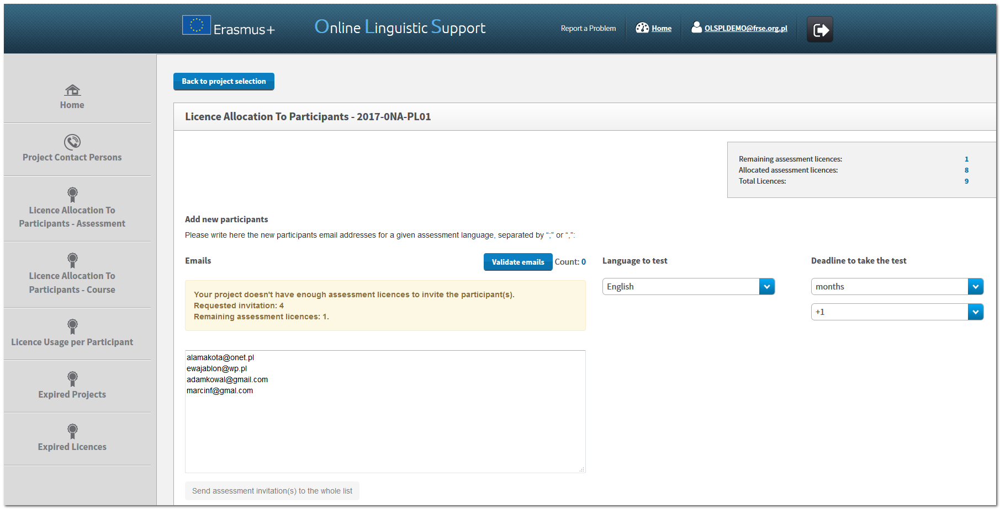 Erasmus+
Online Linguistic Support
Report a Problem
Home
OLSPLDEMO@frse.org.pl
Home
Project Contact Persons
Licence Allocation To
Participants - Assessment
Licence Allocation To
Participants - Course
Licence Usage per Participant
Expired Projects
Expired Licences
Back to project selection
Licence Allocation To Participants - 2017-0NA-PL01
Remaining assessment licences: 1
Allocated assessment licences: 8
Total Licences: 9
Add new participants
Please write here the new participants email addresses for a given assessment language, separated by “;” or “,”:
Emails
Validate emails
Count: 0
Language to test
Deadline to take the test
Your project doesn't have enough assessment licences to invite the participant(s).
Requested invitation: 4
Remaining assessment licences: 1.
English
months
+1
alamakota@onet.pl
ewajablon@wp.pl
adamkowal@gmail.com
marcinf@gmal.com
Send assessment invitation(s) to the whole list